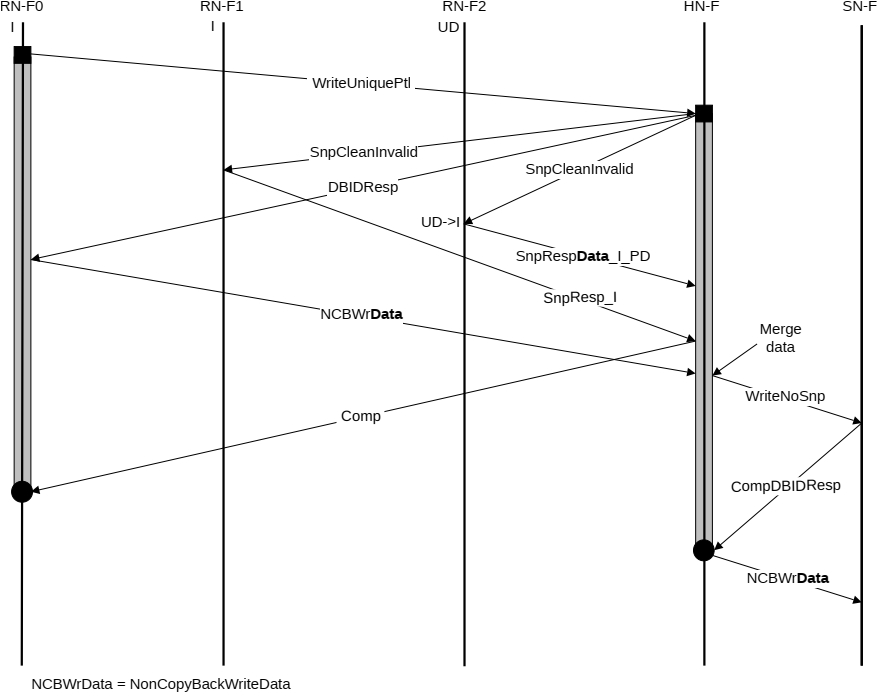 RN-F0
RN-F1
RN-F2
HN-F
SN-F
I
I
UD
WriteUniquePtl
SnpCleanInvalid
SnpCleanInvalid
DBIDResp
UD->I
SnpRespData_I_PD
SnpResp_I
NCBWrData
Merge
data
WriteNoSnp
Comp
CompDBIDResp
NCBWrData
NCBWrData = NonCopyBackWriteData